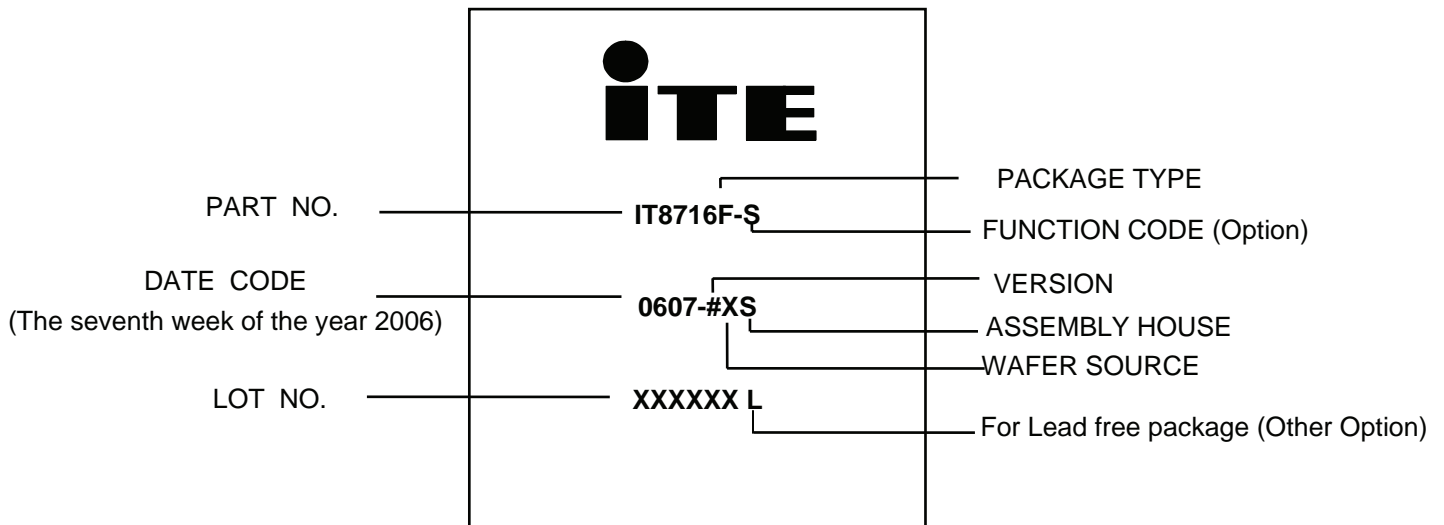 iTE
PACKAGE TYPE
PART NO.
IT8716F-S
FUNCTION CODE (Option)
DATE CODE
VERSION
(The seventh week of the year 2006)
0607-#XS
ASSEMBLY HOUSE
WAFER SOURCE
LOT NO.
XXXXXX L
For Lead free package (Other Option)